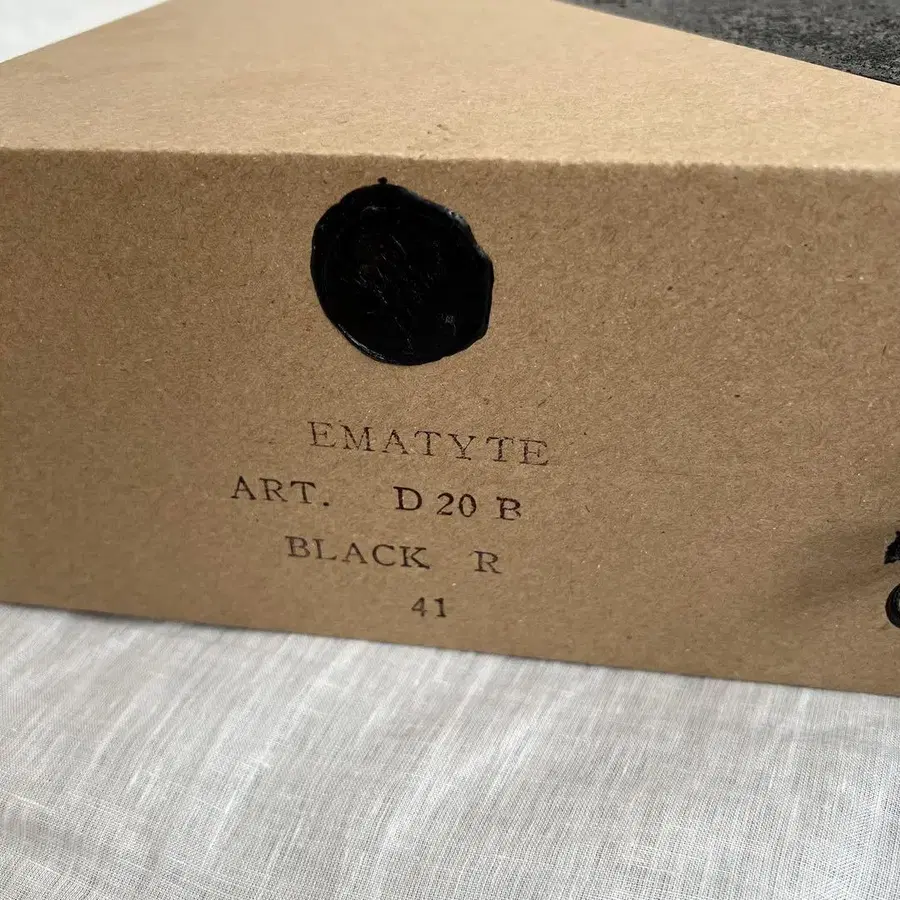 EMATYTE
ART. D 20 B
BLACK R
41